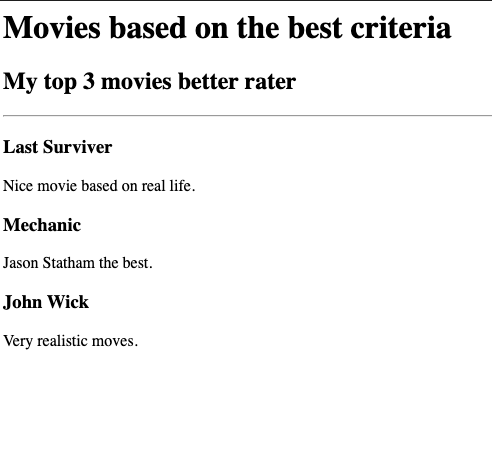 Movies based on the best criteria
My top 3 movies better rater
Last Surviver
Nice movie based on real life.
Mechanic
Jason Statham the best.
John Wick
Very realistic moves.